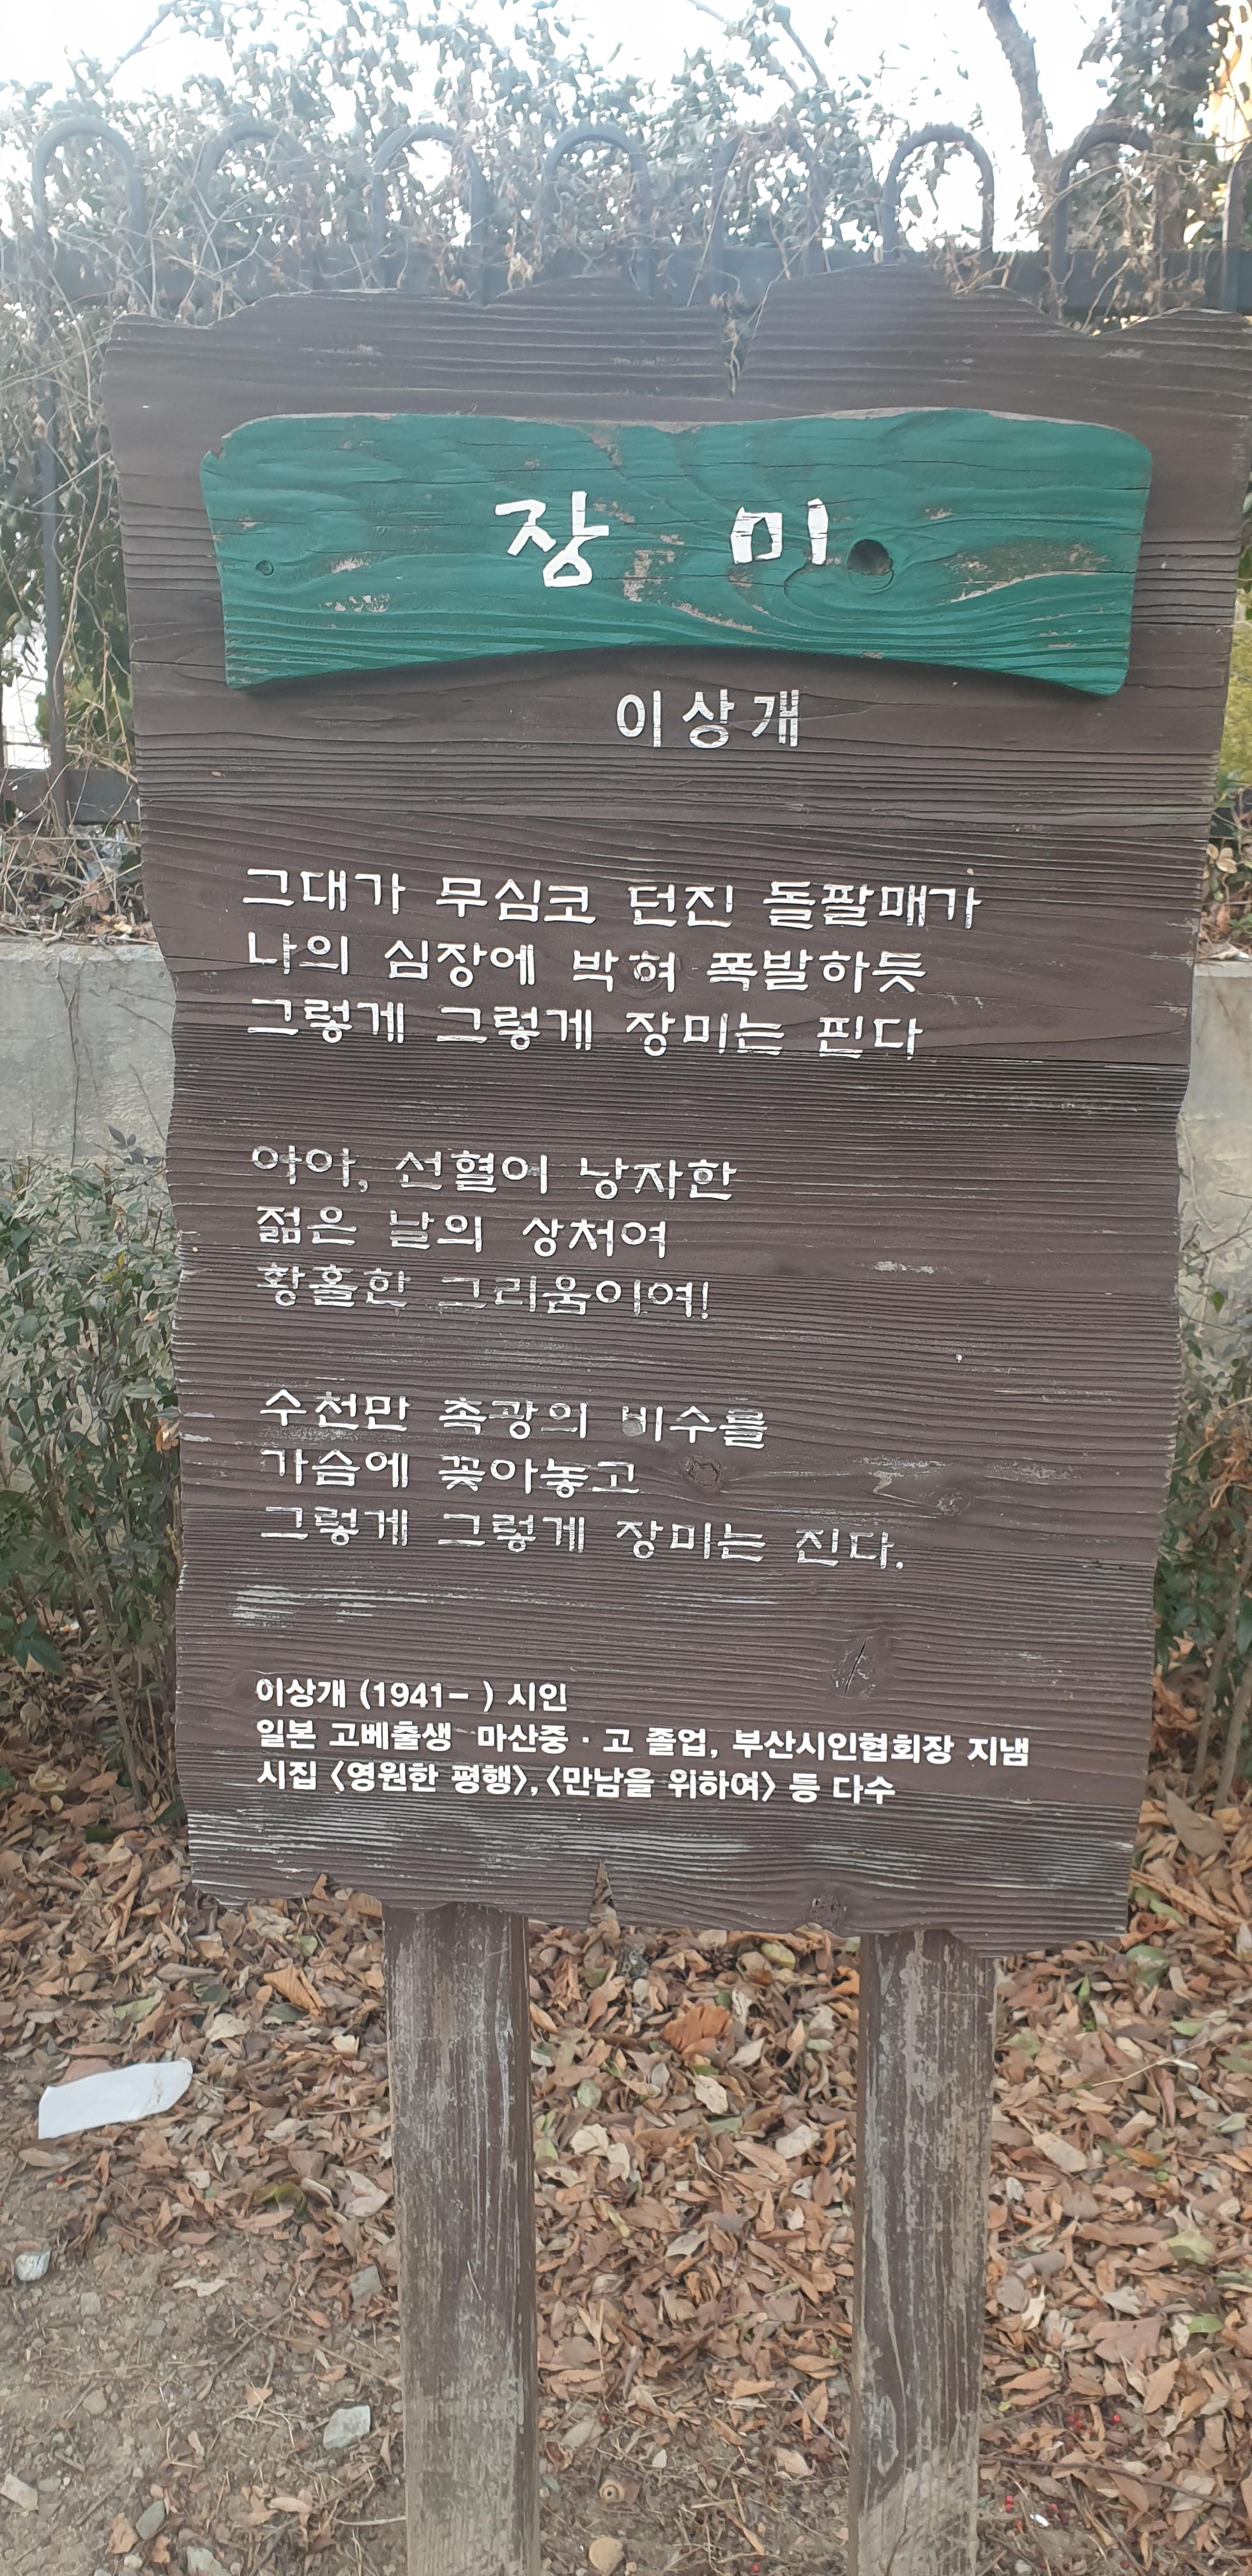 장 미
이상개
그대가 무심코 던진 돌팔매가
나의 심장에 박혀 폭발하듯
그렇게 그렇게 장미는 핀다
아아, 선혈이 낭자한
젊은 날의 상처여
황홀한 그리움이여!
수천만 촉광의 비수를
가슴에 꽂아놓고
그렇게 그렇게 장미는 진다.
이상개 (1941- ) 시인
일본 고베출생 마산중·고 졸업, 부산시인협회장 지냄
시집 〈영원한 평행〉,〈만남을 위하여〉 등 다수